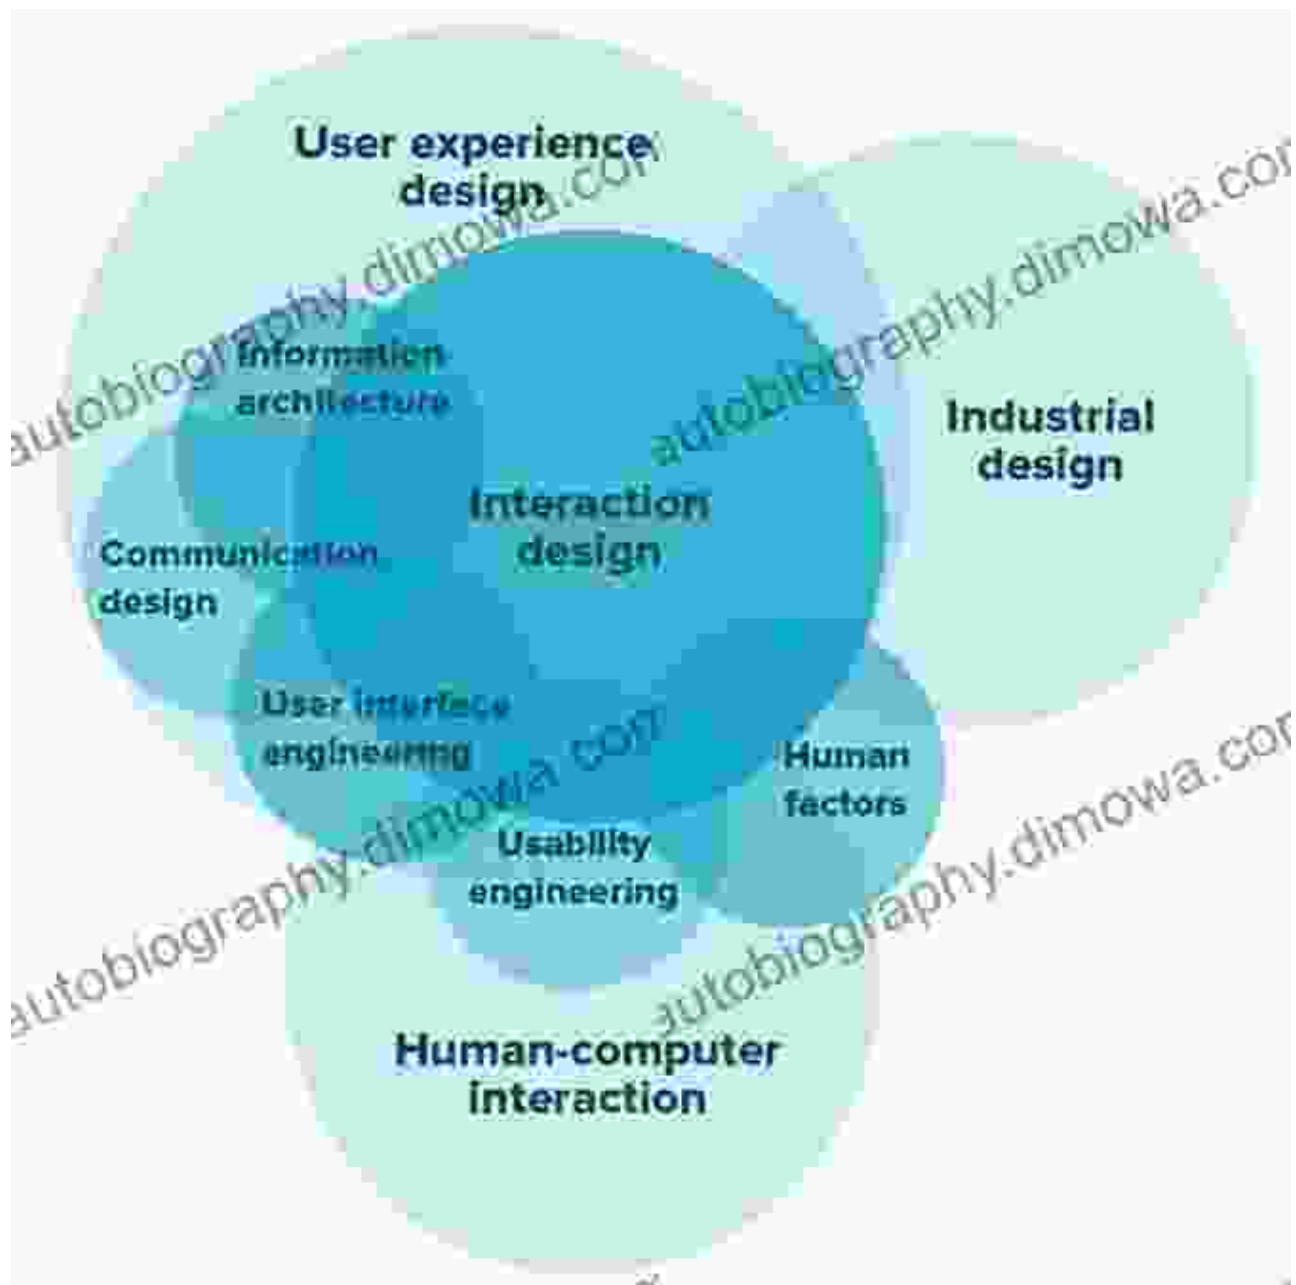 User experience
design
autobiography.dimowa.com
autobiography.dimowa.com
Information
architecture
Industrial
design
Interaction
design
Communication
design
User interface
engineering
Human
factors
autobiography.dimowa.com
autobiography.dimowa.com
Usability
engineering
Human-computer
interaction